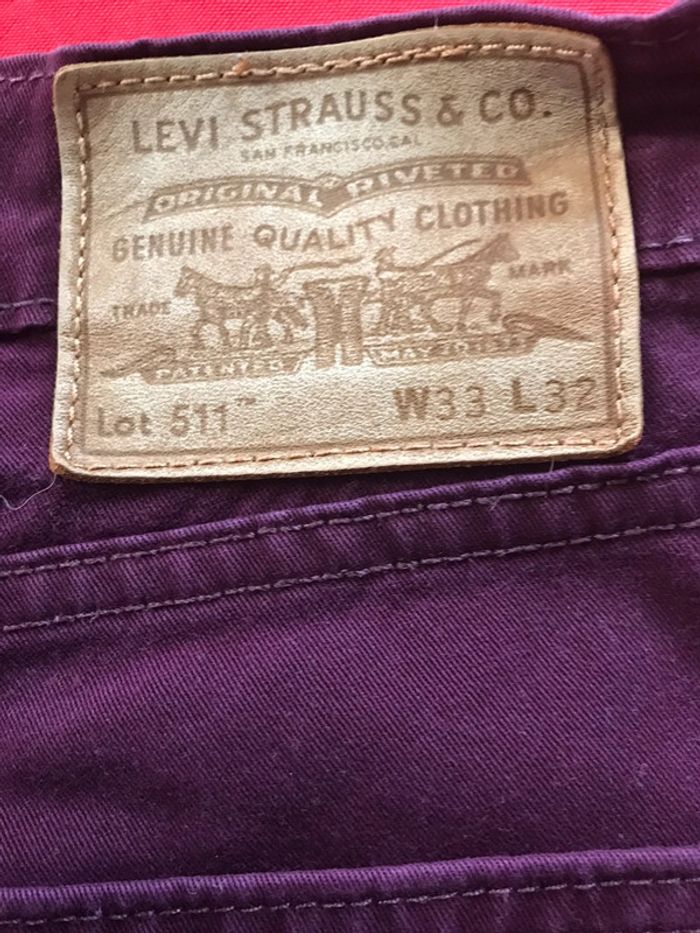 LEVI STRAUSS & CO.
SAN FRANCISCO, CAL
ORIGINAL RIVETED
GENUINE QUALITY CLOTHING
TRADE MARK
PATENTED MAY 20 1873
Lot 511™ W33 L32